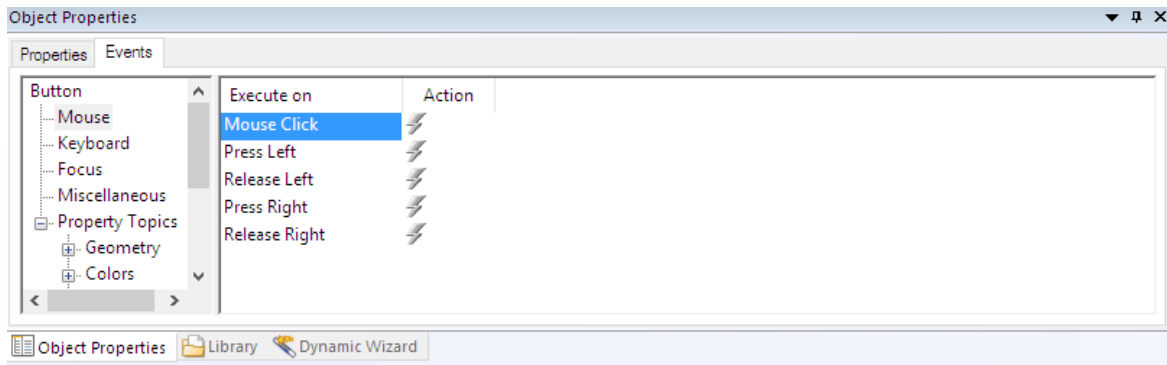 Object Properties
Properties Events
Button
Mouse
Keyboard
Focus
Miscellaneous
Property Topics
Geometry
Colors
Execute on Action
Mouse Click
Press Left
Release Left
Press Right
Release Right
Object Properties Library Dynamic Wizard